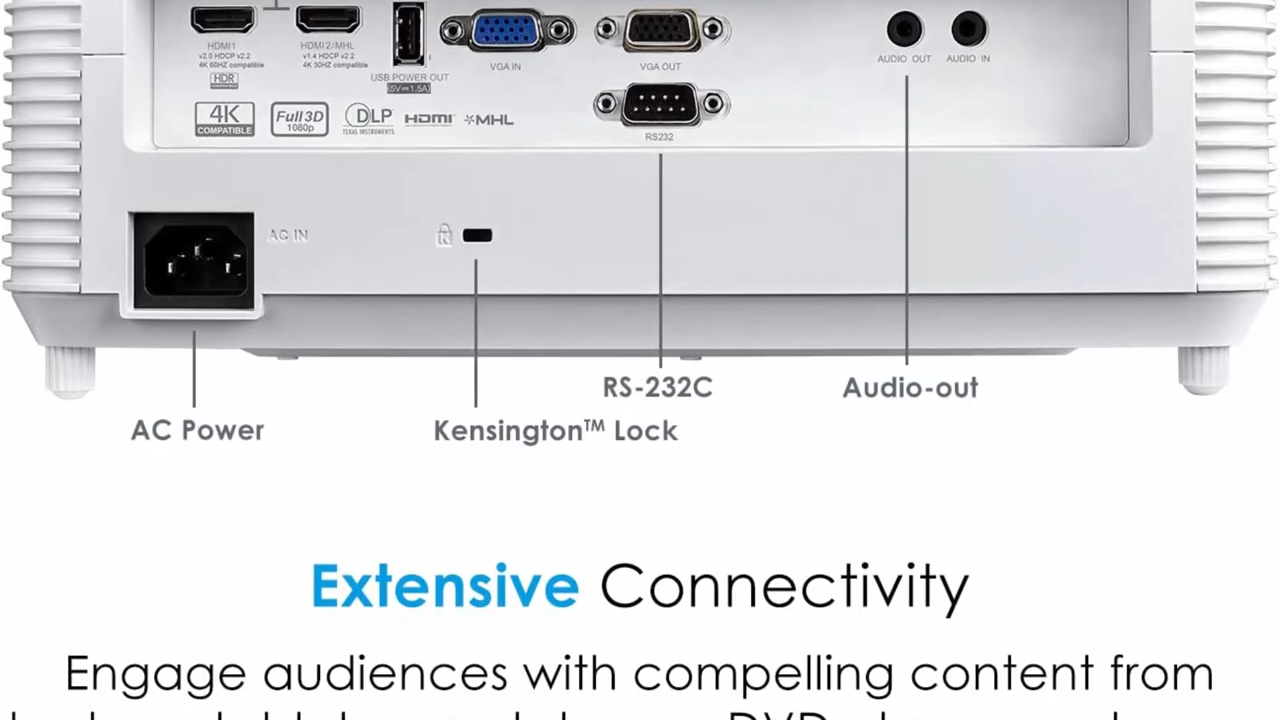 HDMI 1
v2.0 HDCP v2.2
4K 60HZ compatible
HDR
HDMI 2/MHL
v1.4 HDCP v2.2
4K 30HZ compatible
USB POWER OUT
(5V⎓1.5A)
VGA IN
VGA OUT
AUDIO OUT
AUDIO IN
4K
COMPATIBLE
Full 3D
1080p
DLP
TEXAS INSTRUMENTS
HDMI
MHL
RS232
AC IN
RS-232C
Audio-out
AC Power
Kensington™ Lock
Extensive Connectivity
Engage audiences with compelling content from